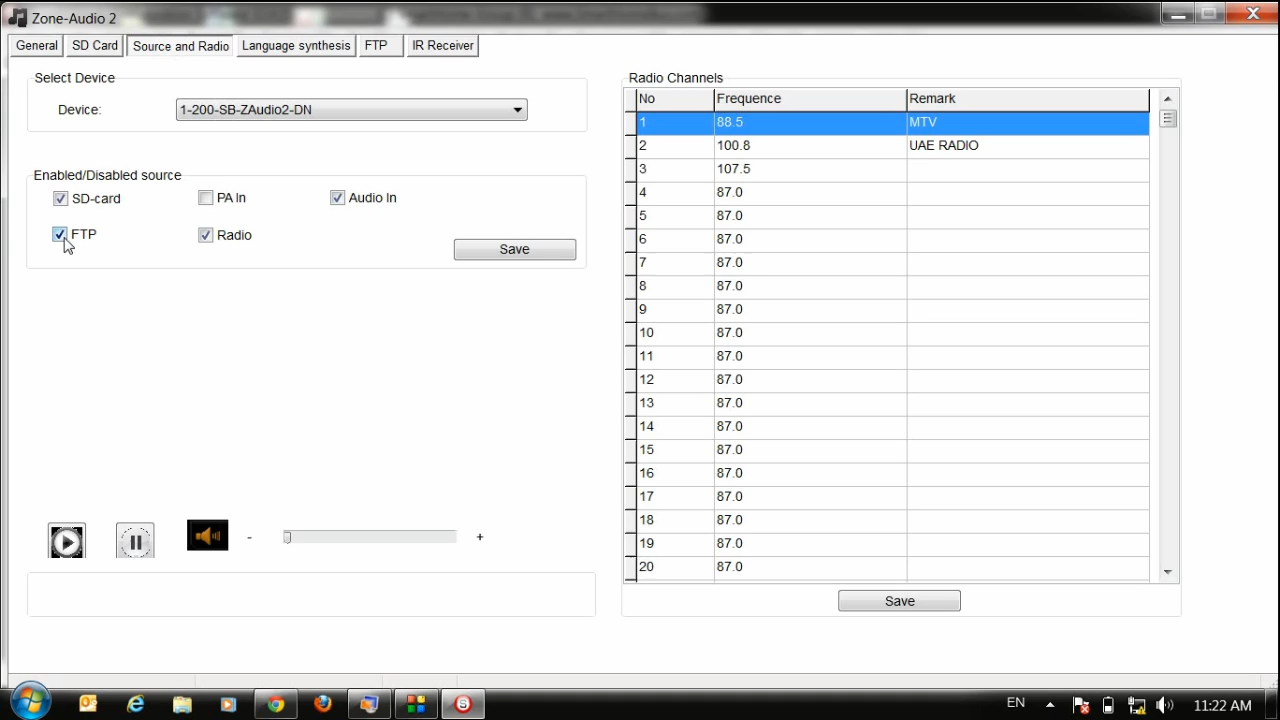 Zone-Audio 2
General SD Card Source and Radio Language synthesis FTP IR Receiver
Select Device
Device: 1-200-SB-ZAudio2-DN
Enabled/Disabled source
SD-card PA In Audio In
FTP Radio
Save
- +
Radio Channels
No Frequence Remark
1 88.5 MTV
2 100.8 UAE RADIO
3 107.5
4 87.0
5 87.0
6 87.0
7 87.0
8 87.0
9 87.0
10 87.0
11 87.0
12 87.0
13 87.0
14 87.0
15 87.0
16 87.0
17 87.0
18 87.0
19 87.0
20 87.0
Save
EN 11:22 AM